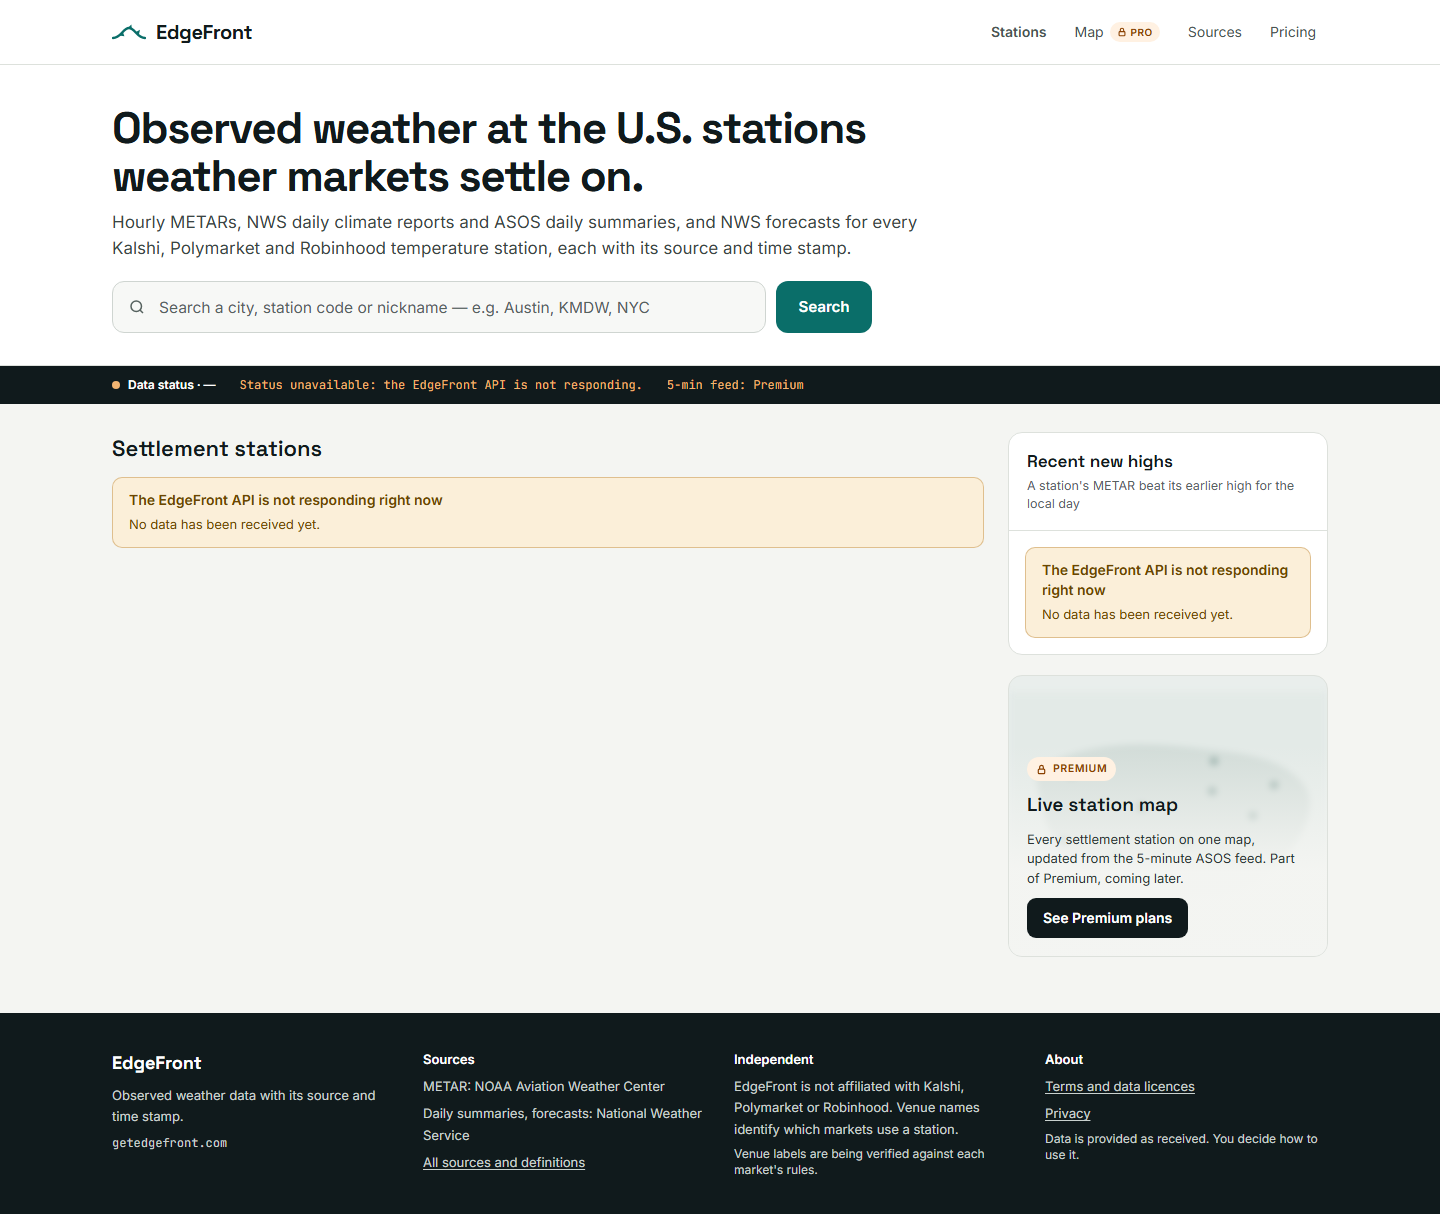 EdgeFront
Stations
Map
PRO
Sources
Pricing
Observed weather at the U.S. stations
weather markets settle on.
Hourly METARs, NWS daily climate reports and ASOS daily summaries, and NWS forecasts for every
Kalshi, Polymarket and Robinhood temperature station, each with its source and time stamp.
Search a city, station code or nickname — e.g. Austin, KMDW, NYC
Search
Data status · —
Status unavailable: the EdgeFront API is not responding.
5-min feed: Premium
Settlement stations
The EdgeFront API is not responding right now
No data has been received yet.
Recent new highs
A station's METAR beat its earlier high for the
local day
The EdgeFront API is not responding
right now
No data has been received yet.
PREMIUM
Live station map
Every settlement station on one map,
updated from the 5-minute ASOS feed. Part
of Premium, coming later.
See Premium plans
EdgeFront
Observed weather data with its source and
time stamp.
getedgefront.com
Sources
METAR: NOAA Aviation Weather Center
Daily summaries, forecasts: National Weather
Service
All sources and definitions
Independent
EdgeFront is not affiliated with Kalshi,
Polymarket or Robinhood. Venue names
identify which markets use a station.
Venue labels are being verified against each
market's rules.
About
Terms and data licences
Privacy
Data is provided as received. You decide how to
use it.